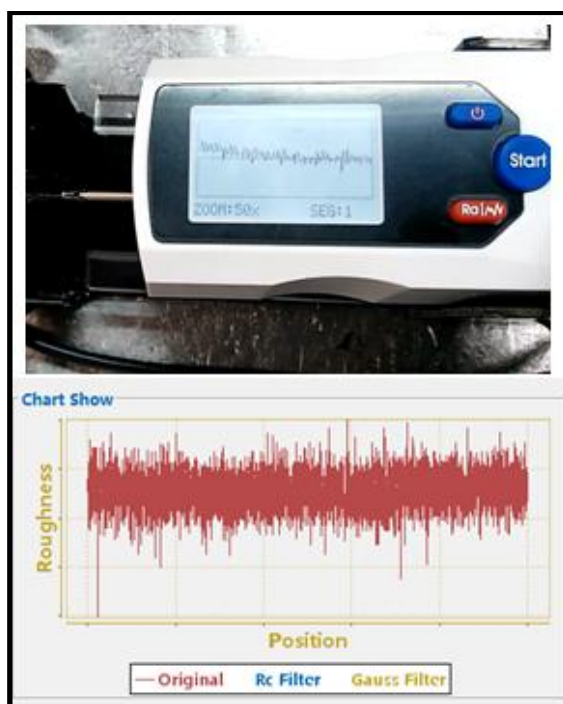 Start
ZOOM:50x SEG:1
Ra
Chart Show
Roughness
Position
Original Rc Filter Gauss Filter